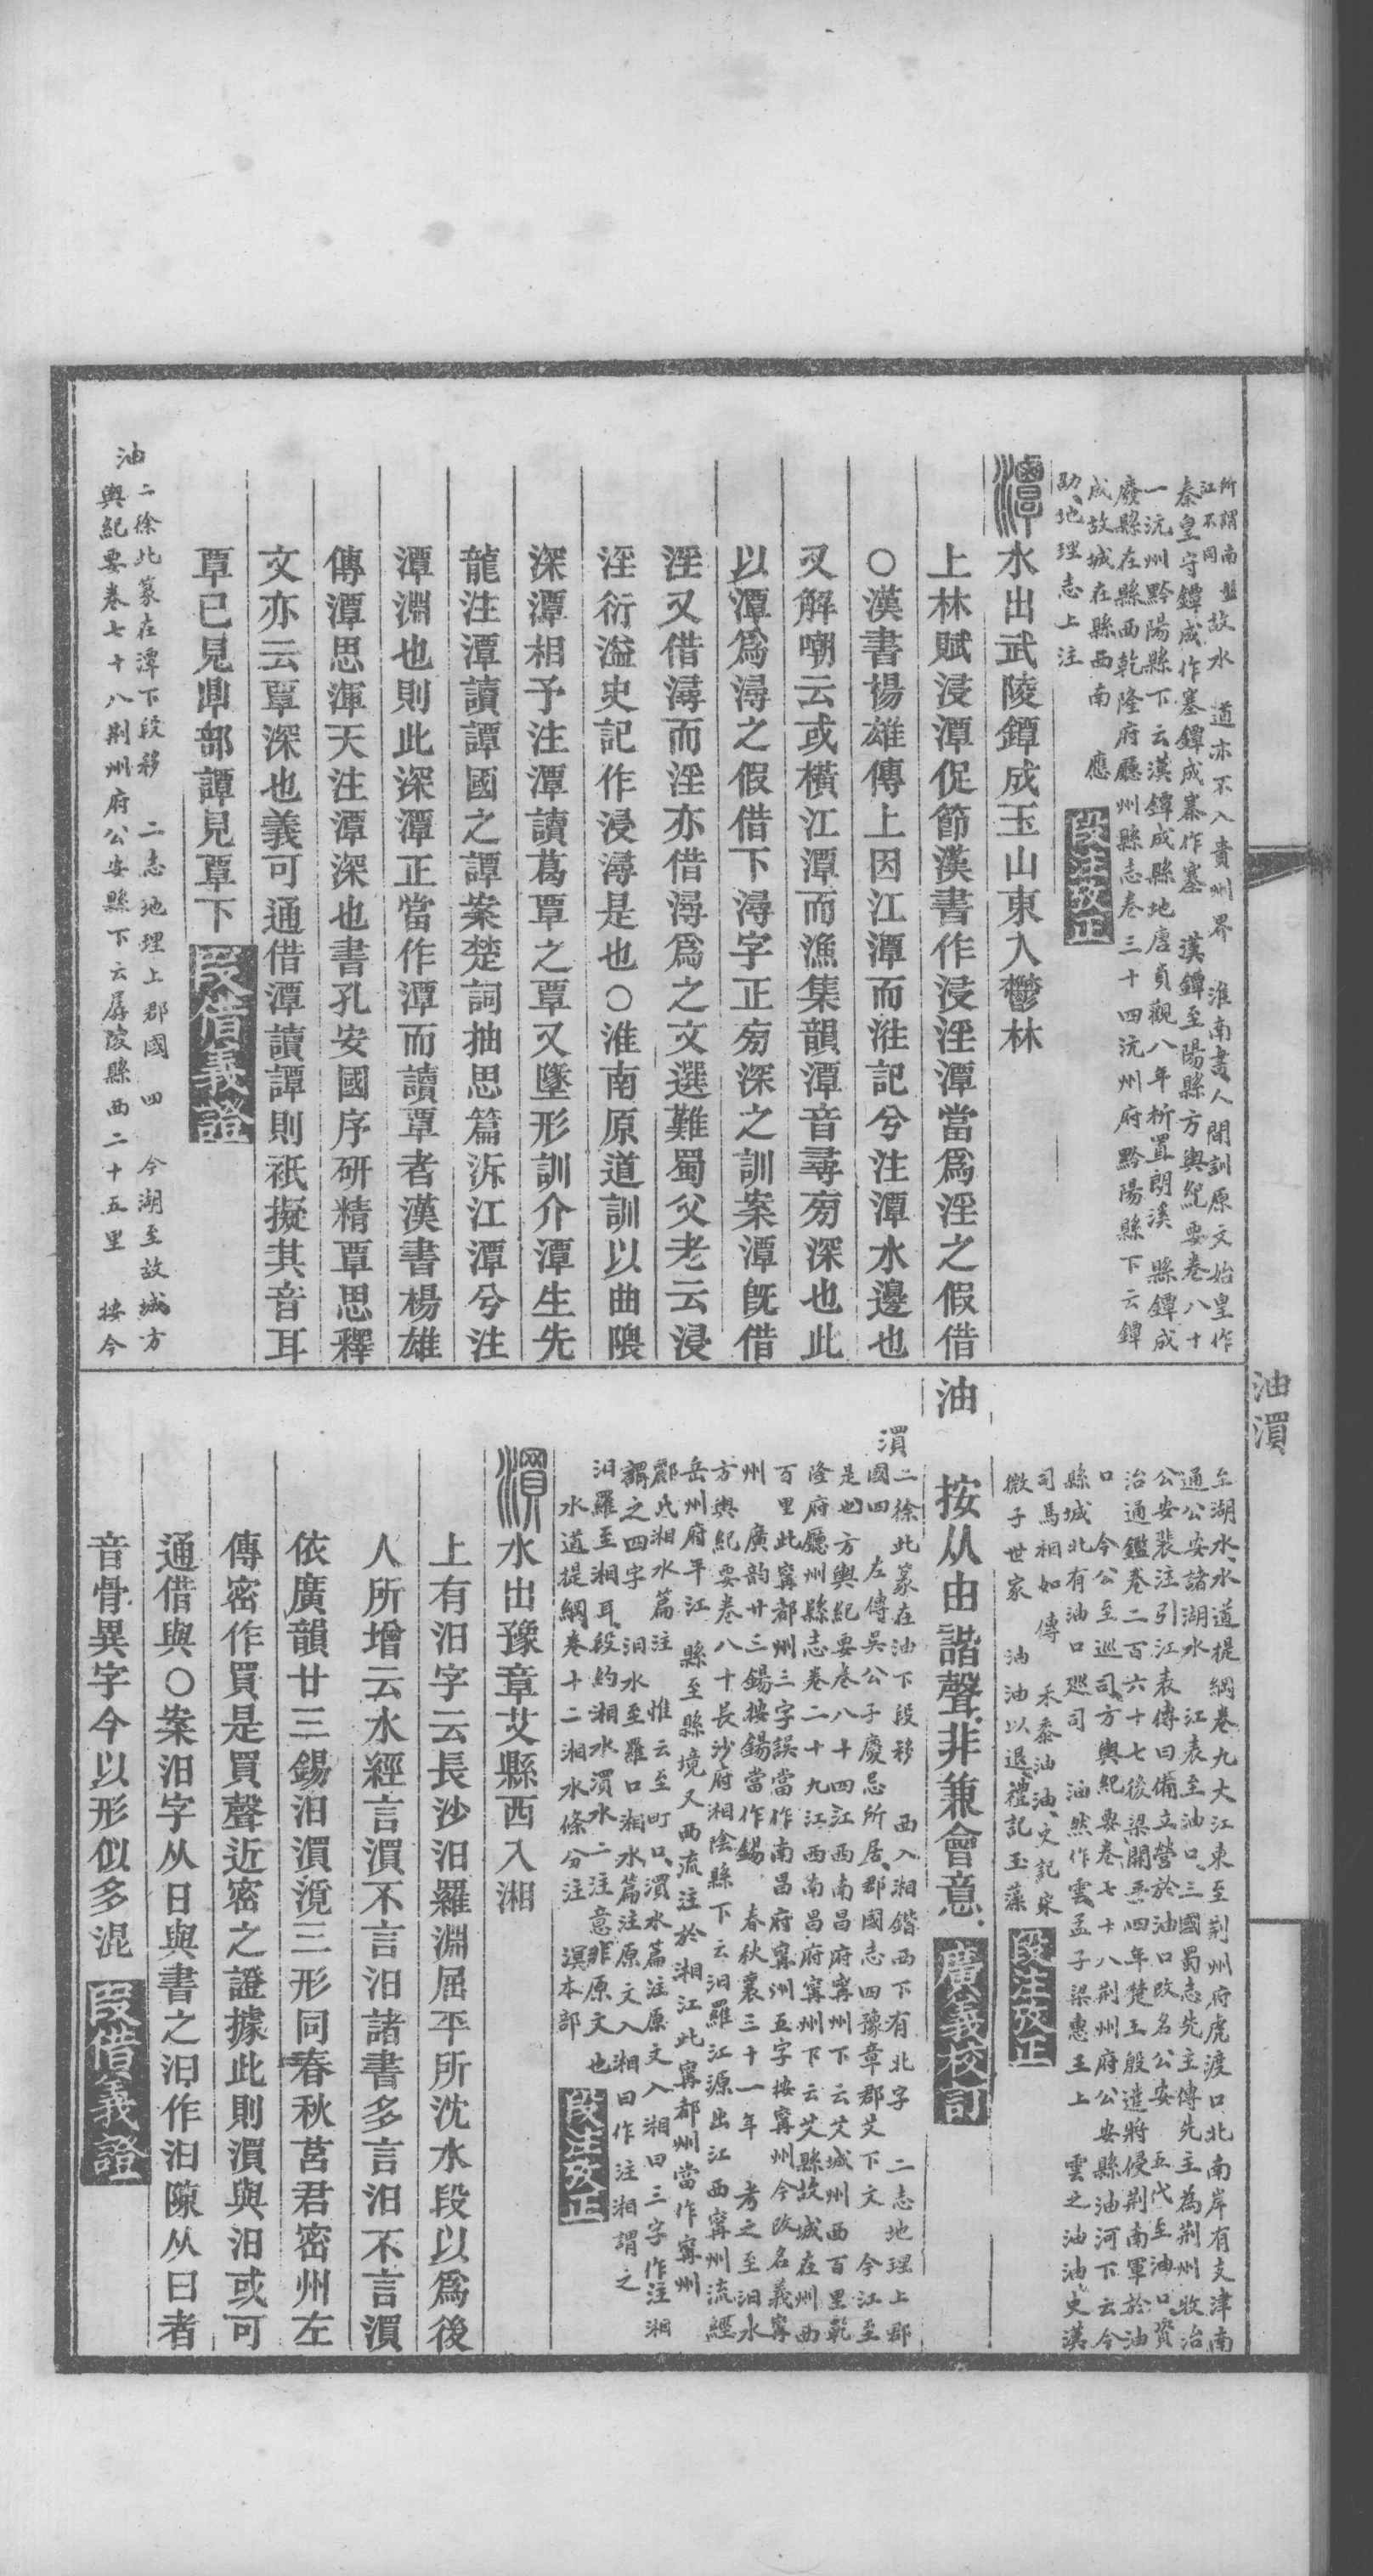 所謂南盤故水道亦不入貴州界 淮南書人閒訓原文始皇作
江不同
秦皇守鐔成作塞鐔成寨作塞 漢鐔至陽縣方輿紀要卷八十
一沅州黔陽縣下云漢鐔成縣地唐貞觀八年析置朗溪縣鐔成
廢縣在縣西乾隆府廳州縣志卷三十四沅州府黔陽縣下云鐔
成故城在縣西南 應
劭地理志上注 段注攷正
潭水出武陵鐔成玉山東入鬱林
上林賦浸潭促節漢書作浸淫潭當爲淫之假借
○漢書揚雄傳上因江潭而㳌記兮注潭水邊也
又解嘲云或橫江潭而漁集韻潭音尋旁深也此
以潭爲潯之假借下潯字正旁深之訓案潭旣借
淫又借潯而淫亦借潯爲之文選難蜀父老云浸
淫衍溢史記作浸潯是也○淮南原道訓以曲隈
深潭相予注潭讀葛覃之覃又墬形訓介潭生先
龍注潭讀譚國之譚案楚詞抽思篇泝江潭兮注
潭淵也則此深潭正當作潭而讀覃者漢書楊雄
傳潭思渾天注潭深也書孔安國序研精覃思釋
文亦云覃深也義可通借潭讀譚則祇擬其音耳
覃已見𣆪部譚見覃下 叚借義證
油 二徐此篆在潭下段移 二志地理上郡國四 今湖至故城方
輿紀要卷七十八荆州府公安縣下云孱陵縣西二十五里 按今
油湏
至湖水水道提綱卷九大江東至荆州府虎渡口北南岸有支津南
通公安諸湖水 江表至油口三國蜀志先主傳先主為荆州牧治
公安裴注引江表傳曰備立營於油口改名公安 五代至油口資
治通鑑卷二百六十七後梁開平四年楚王殷遣將侵荆南軍於油
口 今公至巡司方輿紀要卷七十八荆州府公安縣油河下云今
縣城北有油口巡司 油然作雲孟子梁惠王上 雲之油油史漢
司馬相如傳 禾黍油油史記宋
微子世家 油油以退禮記玉藻 段注攷正
油 按从由諧聲非兼會意 廣義校訂
湏 二徐此篆在油下段移 西入湘鍇西下有北字 二志地理上郡
國四 左傳吳公子慶忌所居郡國志四豫章郡艾下文 今江至
是也方輿紀要卷八十四江西南昌府寧州下云艾城州西百里乾
隆府廳州縣志卷二十九江西南昌府寧州下云艾縣故城在州西
百里此寧都州三字誤當作南昌府寧州五字按寧州今改名義寧
州 廣韵廿三錫按鍚當作錫 春秋襄三十一年 考之至汨水
方輿紀要卷八十長沙府湘陰縣下云汨羅江源出江西寧州流經
岳州府平江縣至縣境又西流注於湘江此寧都州當作寧州
酈氏湘水篇注 惟云至町口湏水篇注原文入湘曰三字作注湘
謂之四字 汨水至羅口湘水篇注原文入湘曰作注湘謂之
汨羅至湘耳段約湘水湏水二注意非原文也
水道提綱卷十二湘水條分注 溟本部 段注攷正
湏水出豫章艾縣西入湘
上有汨字云長沙汨羅淵屈平所沈水段以爲後
人所增云水經言湏不言汨諸書多言汨不言湏
依廣韻廿三錫汨湏滵三形同春秋莒君密州左
傳密作買是買聲近密之證據此則湏與汨或可
通借與○案汨字从日與書之汩作汩陳从曰者
音骨異字今以形似多混 叚借義證